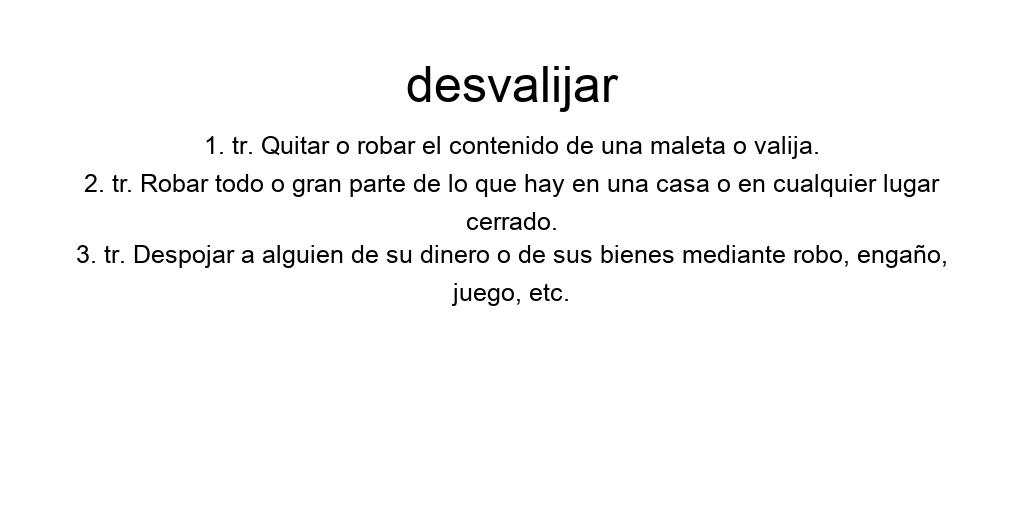 desvalijar
1. tr. Quitar o robar el contenido de una maleta o valija.
2. tr. Robar todo o gran parte de lo que hay en una casa o en cualquier lugar
cerrado.
3. tr. Despojar a alguien de su dinero o de sus bienes mediante robo, engaño,
juego, etc.